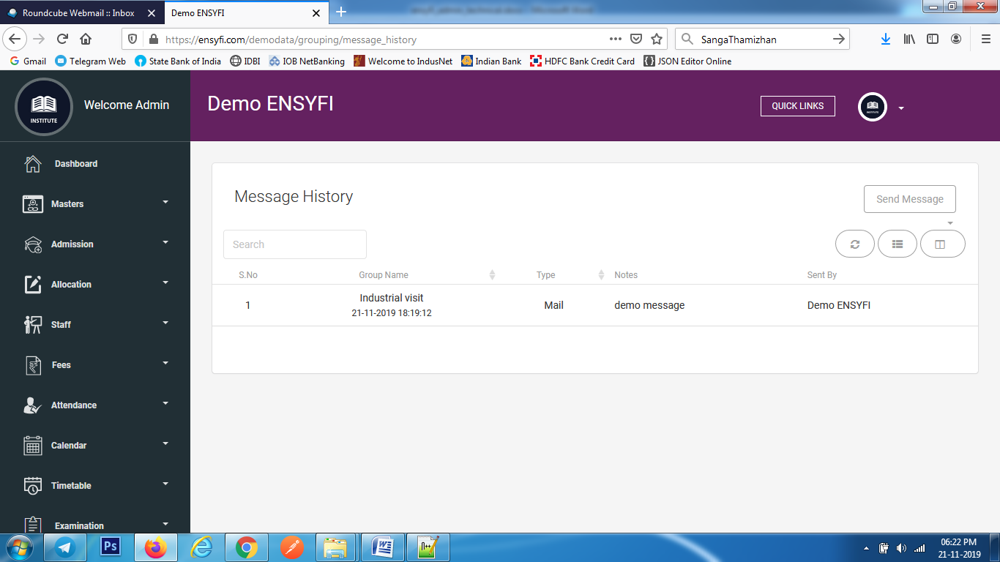 Roundcube Webmail :: Inbox
Demo ENSYFI
https://ensyfi.com/demodata/grouping/message_history
SangaThamizhan
Gmail
Telegram Web
State Bank of India
IDBI
IOB NetBanking
Welcome to IndusNet
Indian Bank
HDFC Bank Credit Card
JSON Editor Online
INSTITUTE
Welcome Admin
Demo ENSYFI
QUICK LINKS
INSTITUTE
Dashboard
Masters
Admission
Allocation
Staff
Fees
Attendance
Calendar
Timetable
Examination
Message History
Send Message
Search
S.No Group Name Type Notes Sent By
1 Industrial visit Mail demo message Demo ENSYFI
21-11-2019 18:19:12
Ps
06:22 PM
21-11-2019